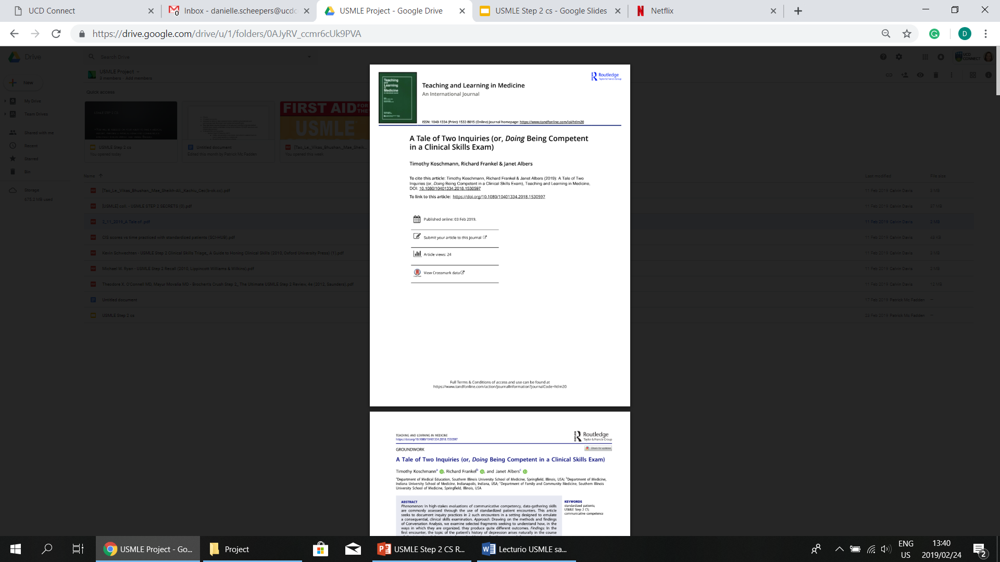 UCD Connect
Inbox - danielle.scheepers@ucdc
USMLE Project - Google Drive
USMLE Step 2 cs - Google Slides
Netflix
https://drive.google.com/drive/u/1/folders/0AJyRV_ccmr6cUk9PVA
D
Drive
Search Drive
UCD CONNECT
USMLE Project
3 members - Add members
New
Quick access
My Drive
Team Drives
Shared with me
Recent
Starred
Bin
Storage
678.2 MB used
USMLE STEP 2 CS
FIRST AID FOR THE
USMLE
USMLE Step 2 cs
You opened today
Untitled document
Edited this month by Patrick Mc Fadden
[Tao_Le,_Vikas_Bhushan,_Mae_Sheik...
You opened this week
Name
Last modified
File size
[Tao_Le,_Vikas_Bhushan,_Mae_Sheikh-Ali,_Kachiu_Cec(b-ok.cc).pdf
11 Feb 2019 Calvin Davis
[USMLE] coll. - USMLE STEP 2 SECRETS (0).pdf
11 Feb 2019 Calvin Davis 37 MB
2_11_2019_A Tale of .pdf
11 Feb 2019 Calvin Davis 2 MB
CIS scores vs time practiced with standardized patients (SCI-HUB).pdf
11 Feb 2019 Calvin Davis
Kevin Schwechten - USMLE Step 2 Clinical Skills Triage_ A Guide to Honing Clinical Skills (2010, Oxford University Press) (1).pdf
11 Feb 2019 Calvin Davis
Michael W. Ryan - USMLE Step 2 Recall (2010, Lippincott Williams & Wilkins).pdf
11 Feb 2019 Calvin Davis 2 MB
Theodore X. O'Connell MD, Mayur Movalia MD - Brochert's Crush Step 2_ The Ultimate USMLE Step 2 Review, 4e (2012, Saunders).pdf
11 Feb 2019 Calvin Davis 12 MB
Untitled document
17 Feb 2019 Patrick Mc Fadden —
USMLE Step 2 cs
23 Feb 2019 Patrick Mc Fadden —
Teaching and Learning in Medicine
Routledge
Taylor & Francis Group
Teaching and Learning in Medicine
An International Journal
ISSN: 1040-1334 (Print) 1532-8015 (Online) Journal homepage: https://www.tandfonline.com/loi/htlm20
A Tale of Two Inquiries (or, Doing Being Competent
in a Clinical Skills Exam)
Timothy Koschmann, Richard Frankel & Janet Albers
To cite this article: Timothy Koschmann, Richard Frankel & Janet Albers (2019): A Tale of Two
Inquiries (or, Doing Being Competent in a Clinical Skills Exam), Teaching and Learning in Medicine,
DOI: 10.1080/10401334.2018.1530597
To link to this article: https://doi.org/10.1080/10401334.2018.1530597
Published online: 03 Feb 2019.
Submit your article to this journal
Article views: 24
View Crossmark data
Full Terms & Conditions of access and use can be found at
https://www.tandfonline.com/action/journalInformation?journalCode=htlm20
TEACHING AND LEARNING IN MEDICINE
https://doi.org/10.1080/10401334.2018.1530597
Routledge
Taylor & Francis Group
GROUNDWORK
Check for updates
A Tale of Two Inquiries (or, Doing Being Competent in a Clinical Skills Exam)
Timothy Koschmannᵃ, Richard Frankelᵇ, and Janet Albersᶜ
ᵃDepartment of Medical Education, Southern Illinois University School of Medicine, Springfield, Illinois, USA; ᵇDepartment of Medicine,
Indiana University School of Medicine, Indianapolis, Indiana, USA; ᶜDepartment of Family and Community Medicine, Southern Illinois
University School of Medicine, Springfield, Illinois, USA
ABSTRACT
Phenomenon: In high-stakes evaluations of communicative competency, data-gathering skills
are commonly assessed through the use of standardized patient encounters. This article
seeks to document inquiry practices in 2 such encounters in a setting designed to emulate
a consequential, clinical skills examination. Approach: Drawing on the methods and findings
of Conversation Analysis, we examine selected fragments seeking to understand how, in the
ways in which they are organized, they produce quite different outcomes. Findings: In the
first encounter, the topic of the patient's history of depression arises naturally in the course
KEYWORDS
standardized patients;
USMLE Step 2 CS;
communicative competence
USMLE Project - Go...
Project
USMLE Step 2 CS R...
Lecturio USMLE sa...
ENG
US
13:40
2019/02/24
2